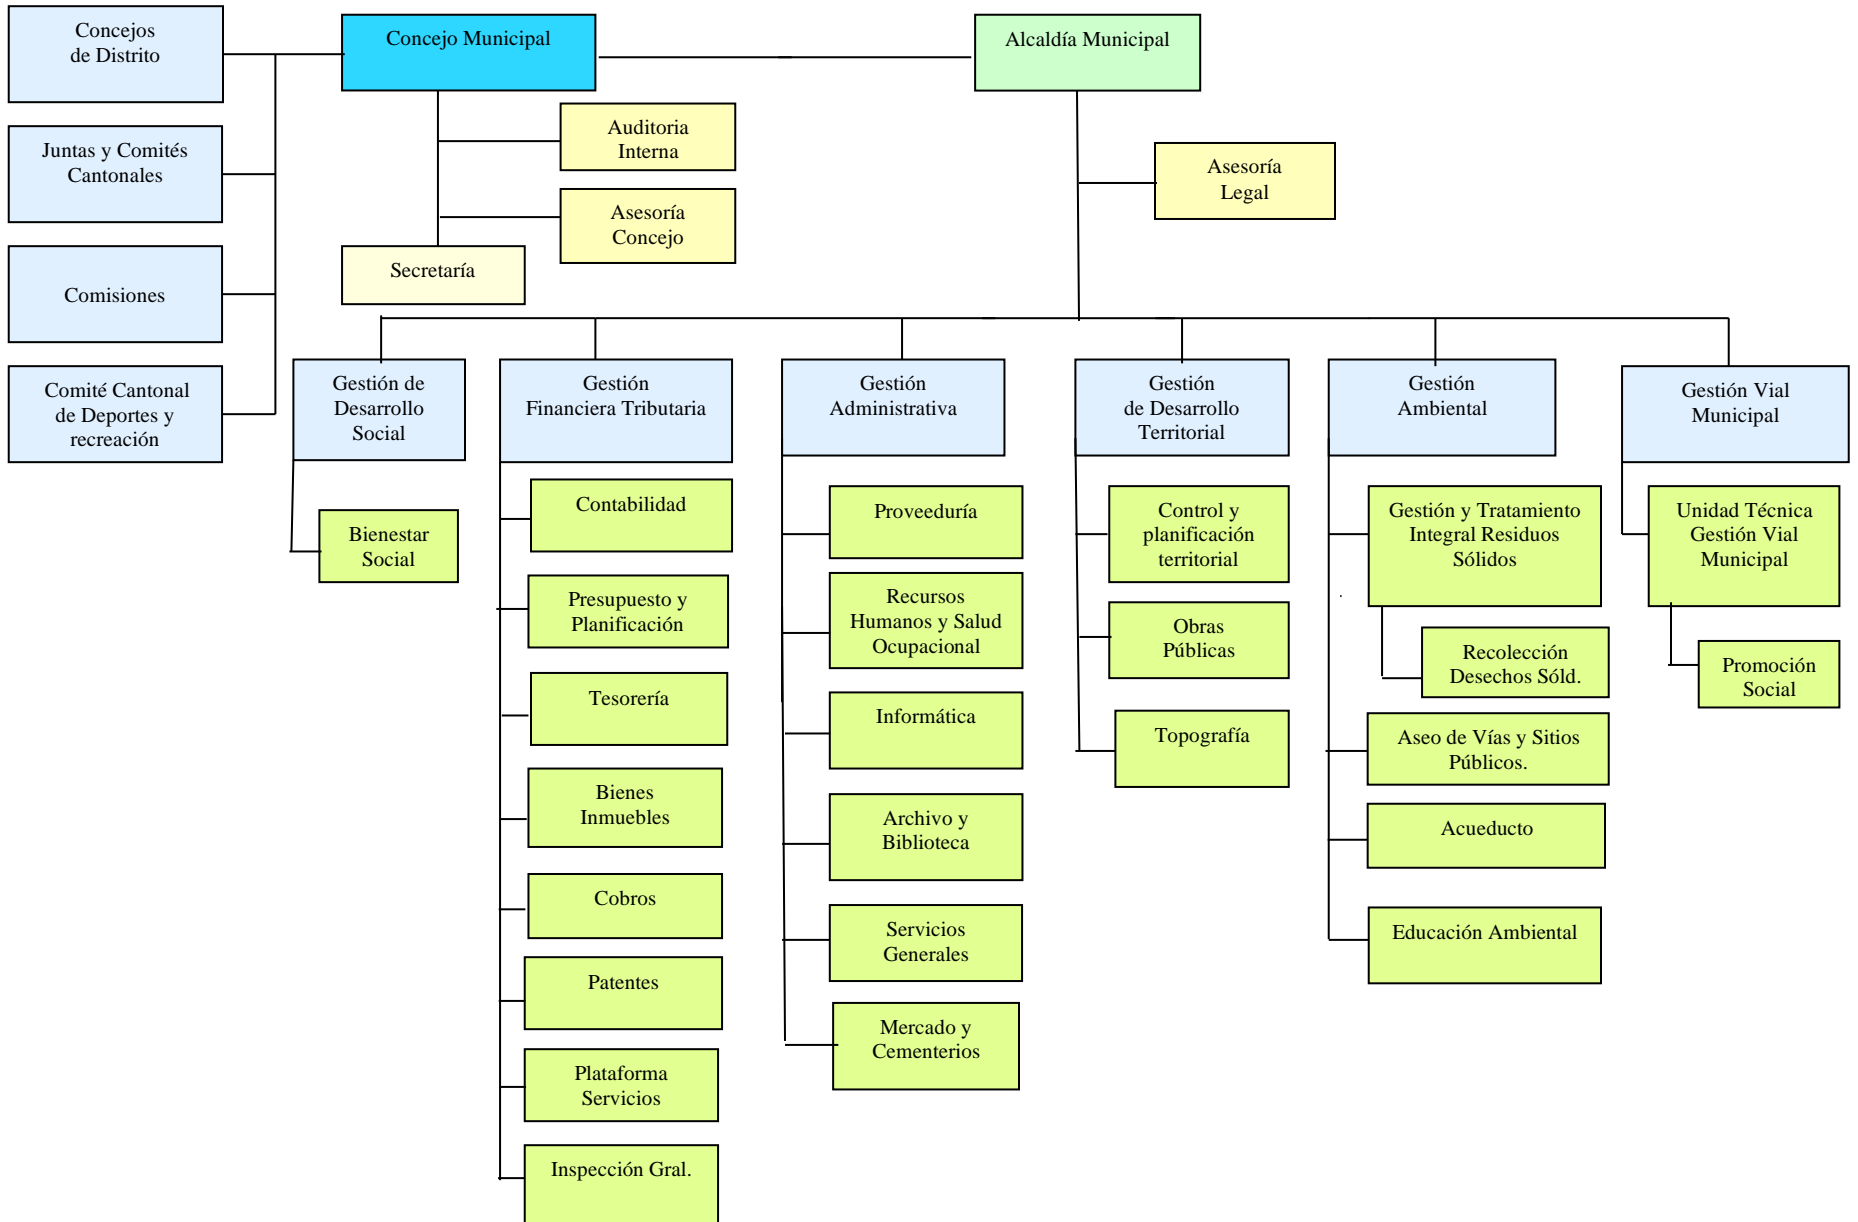 Concejos
de Distrito
Concejo Municipal
Alcaldía Municipal
Juntas y Comités
Cantonales
Auditoria
Interna
Asesoría
Legal
Asesoría
Concejo
Comisiones
Secretaría
Comité Cantonal
de Deportes y
recreación
Gestión de
Desarrollo
Social
Gestión
Financiera Tributaria
Gestión
Administrativa
Gestión
de Desarrollo
Territorial
Gestión
Ambiental
Gestión Vial
Municipal
Bienestar
Social
Contabilidad
Presupuesto y
Planificación
Tesorería
Bienes
Inmuebles
Cobros
Patentes
Plataforma
Servicios
Inspección Gral.
Proveeduría
Recursos
Humanos y Salud
Ocupacional
Informática
Archivo y
Biblioteca
Servicios
Generales
Mercado y
Cementerios
Control y
planificación
territorial
Obras
Públicas
Topografía
Gestión y Tratamiento
Integral Residuos
Sólidos
Recolección
Desechos Sóld.
Aseo de Vías y Sitios
Públicos.
Acueducto
Educación Ambiental
Unidad Técnica
Gestión Vial
Municipal
Promoción
Social